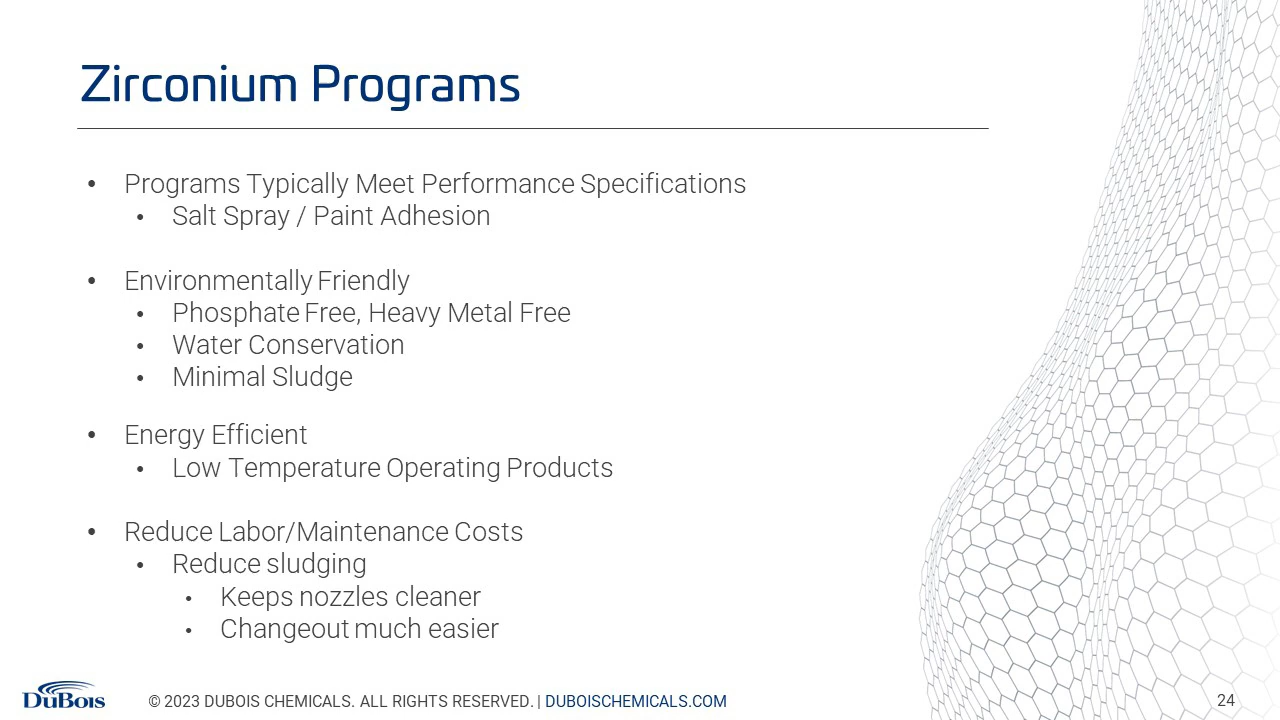 Zirconium Programs
• Programs Typically Meet Performance Specifications
• Salt Spray / Paint Adhesion
• Environmentally Friendly
• Phosphate Free, Heavy Metal Free
• Water Conservation
• Minimal Sludge
• Energy Efficient
• Low Temperature Operating Products
• Reduce Labor/Maintenance Costs
• Reduce sludging
• Keeps nozzles cleaner
• Changeout much easier
DuBois
© 2023 DUBOIS CHEMICALS. ALL RIGHTS RESERVED. | DUBOISCHEMICALS.COM
24